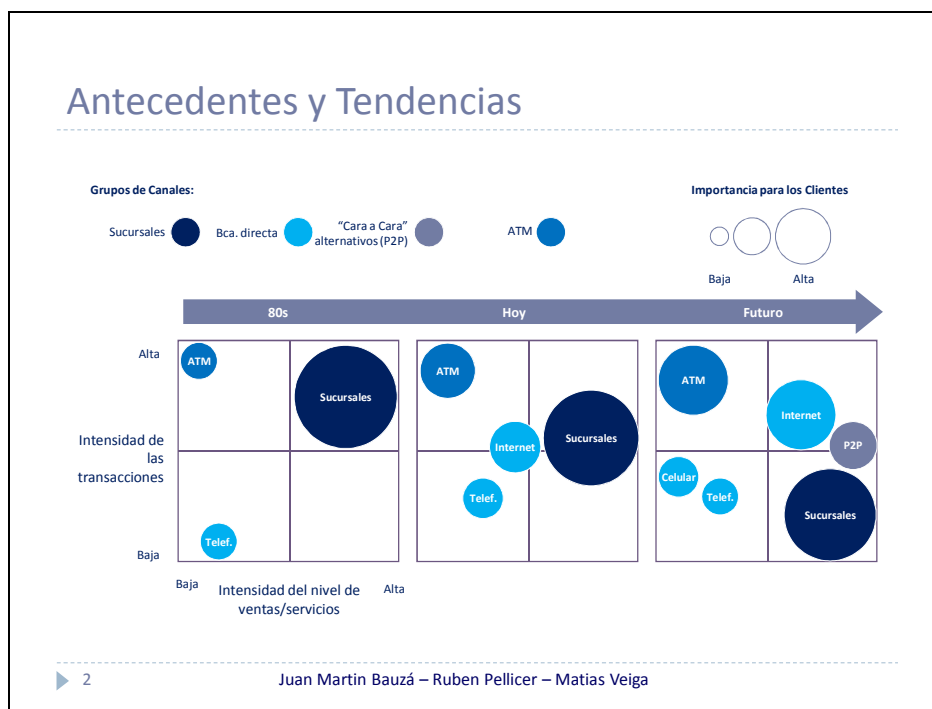 Antecedentes y Tendencias
Grupos de Canales:
Importancia para los Clientes
Sucursales
Bca. directa
“Cara a Cara”
alternativos (P2P)
ATM
Baja
Alta
80s
Hoy
Futuro
Alta
Intensidad de
las
transacciones
Baja
ATM
Sucursales
Telef.
ATM
Internet
Sucursales
Telef.
ATM
Internet
P2P
Celular
Telef.
Sucursales
Baja
Intensidad del nivel de
ventas/servicios
Alta
2
Juan Martin Bauzá – Ruben Pellicer – Matias Veiga